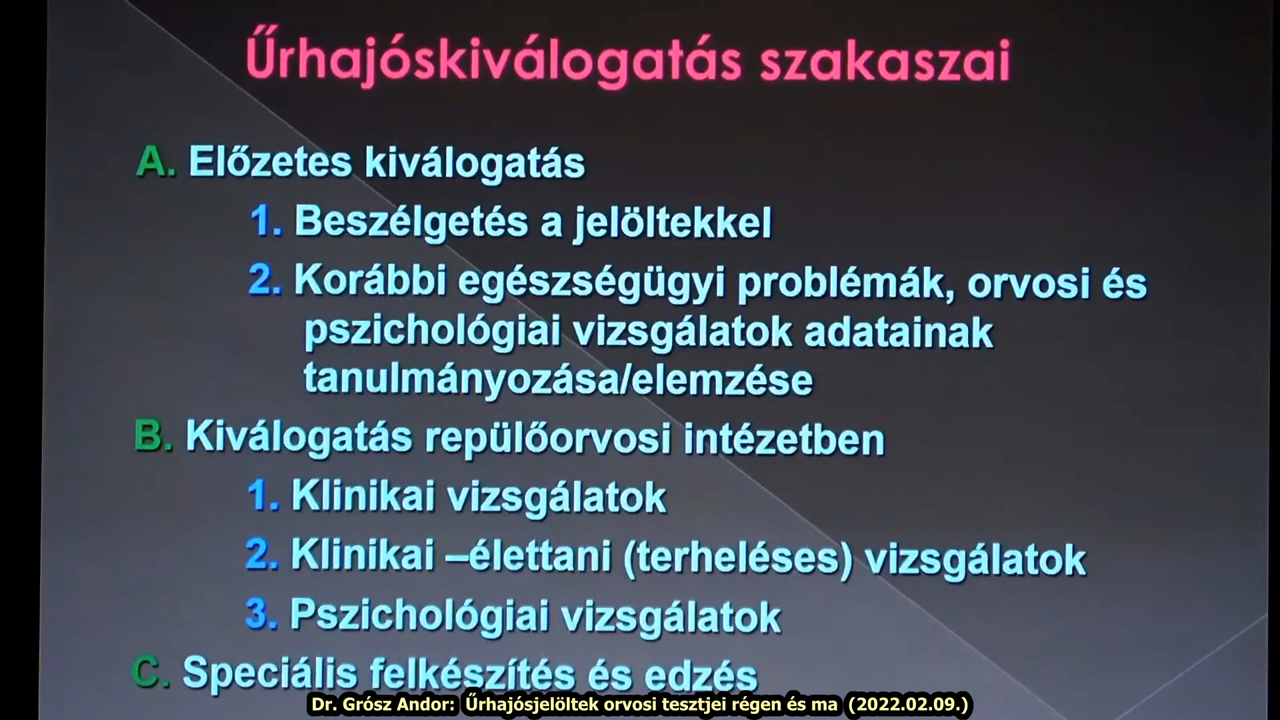 Űrhajóskiválogatás szakaszai
A. Előzetes kiválogatás
1. Beszélgetés a jelöltekkel
2. Korábbi egészségügyi problémák, orvosi és
pszichológiai vizsgálatok adatainak
tanulmányozása/elemzése
B. Kiválogatás repülőorvosi intézetben
1. Klinikai vizsgálatok
2. Klinikai –élettani (terheléses) vizsgálatok
3. Pszichológiai vizsgálatok
C. Speciális felkészítés és edzés
Dr. Grósz Andor: Űrhajósjelöltek orvosi tesztjei régen és ma (2022.02.09.)